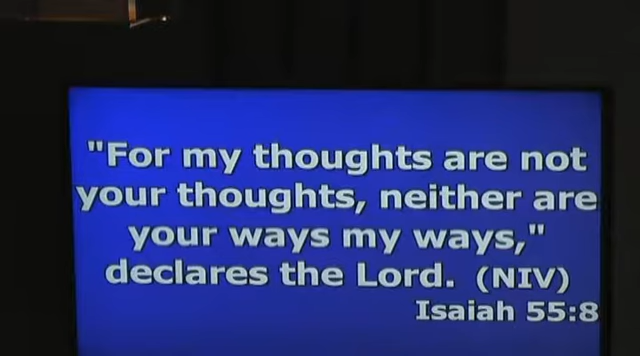 "For my thoughts are not
your thoughts, neither are
your ways my ways,"
declares the Lord. (NIV)
Isaiah 55:8